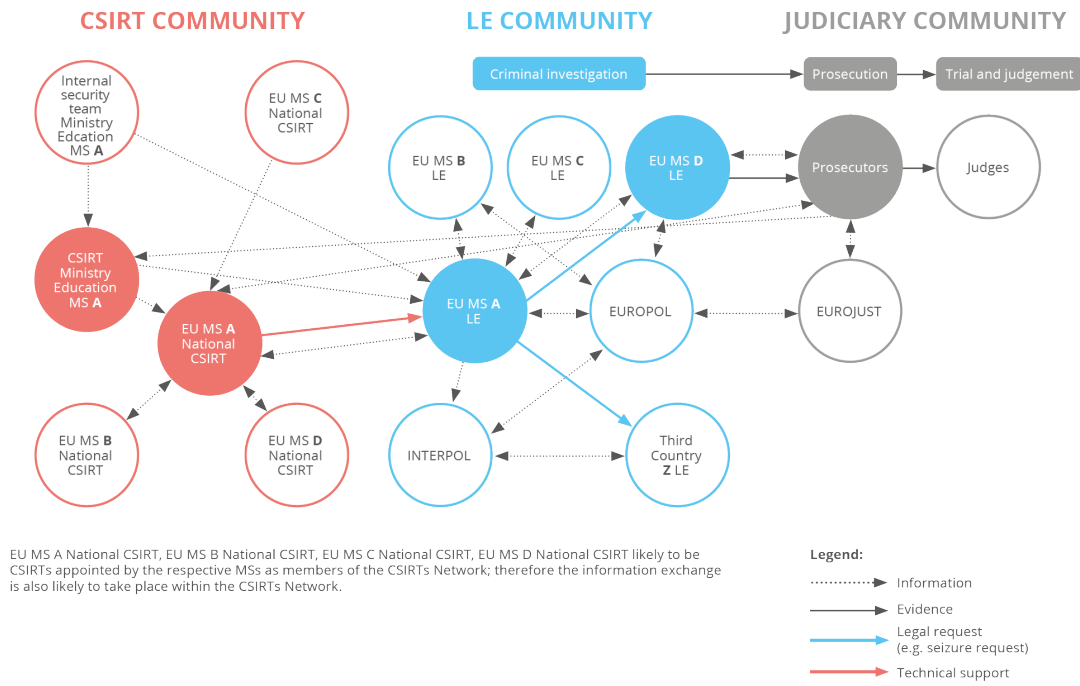 CSIRT COMMUNITY
LE COMMUNITY
JUDICIARY COMMUNITY
Criminal investigation
Prosecution
Trial and judgement
Internal
security
team
Ministry
Edcation
MS A
EU MS C
National
CSIRT
EU MS B
LE
EU MS C
LE
EU MS D
LE
Prosecutors
Judges
CSIRT
Ministry
Education
MS A
EU MS A
National
CSIRT
EU MS A
LE
EUROPOL
EUROJUST
EU MS B
National
CSIRT
EU MS D
National
CSIRT
INTERPOL
Third
Country
Z LE
EU MS A National CSIRT, EU MS B National CSIRT, EU MS C National CSIRT, EU MS D National CSIRT likely to be
CSIRTs appointed by the respective MSs as members of the CSIRTs Network; therefore the information exchange
is also likely to take place within the CSIRTs Network.
Legend:
Information
Evidence
Legal request
(e.g. seizure request)
Technical support